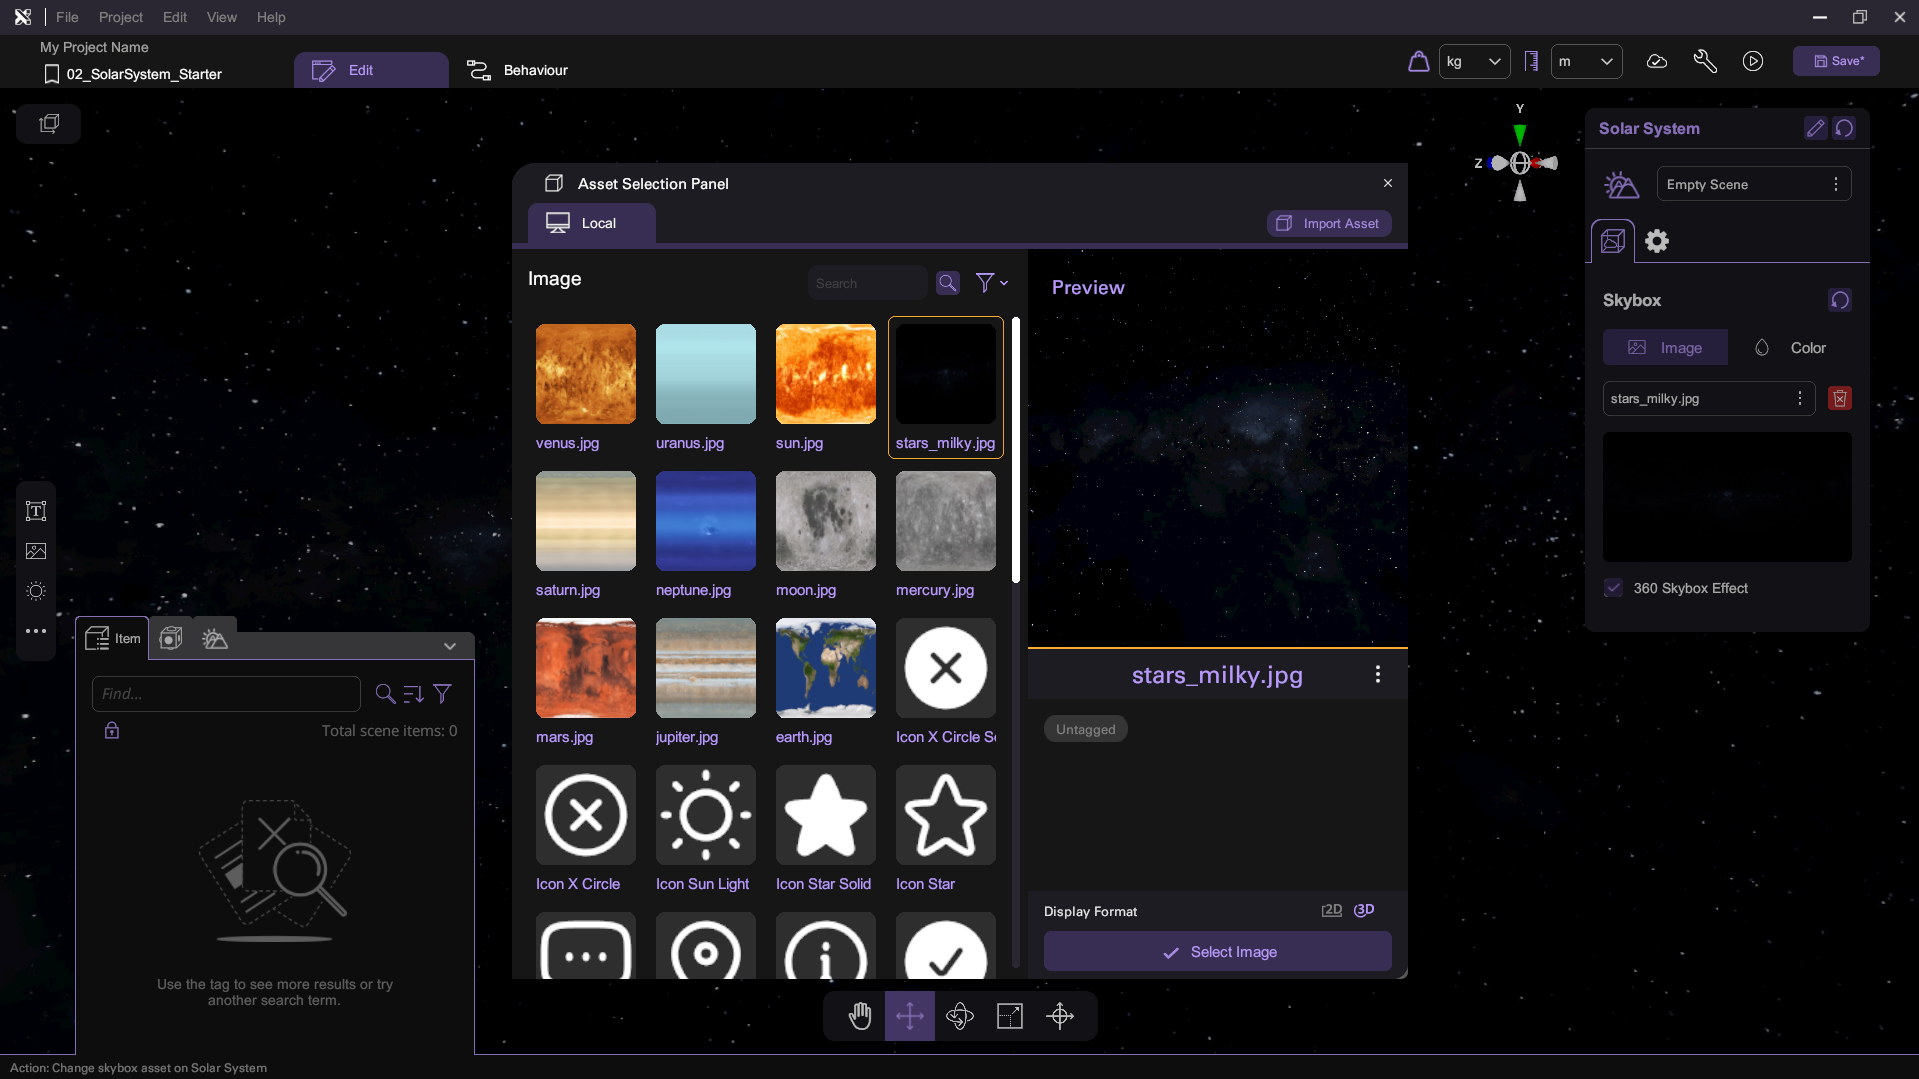 File Project Edit View Help
My Project Name
02_SolarSystem_Starter
Edit
Behaviour
kg
m
Save*
Y
Z
Solar System
Empty Scene
Skybox
Image
Color
stars_milky.jpg
360 Skybox Effect
Asset Selection Panel
Local
Import Asset
Image
Search
Preview
venus.jpg
uranus.jpg
sun.jpg
stars_milky.jpg
saturn.jpg
neptune.jpg
moon.jpg
mercury.jpg
mars.jpg
jupiter.jpg
earth.jpg
Icon X Circle
Icon X Circle
Icon Sun Light
Icon Star Solid
Icon Star
stars_milky.jpg
Untagged
Display Format
2D
3D
Select Image
T
Item
Find...
Total scene items: 0
Use the tag to see more results or try
another search term.
Action: Change skybox asset on Solar System